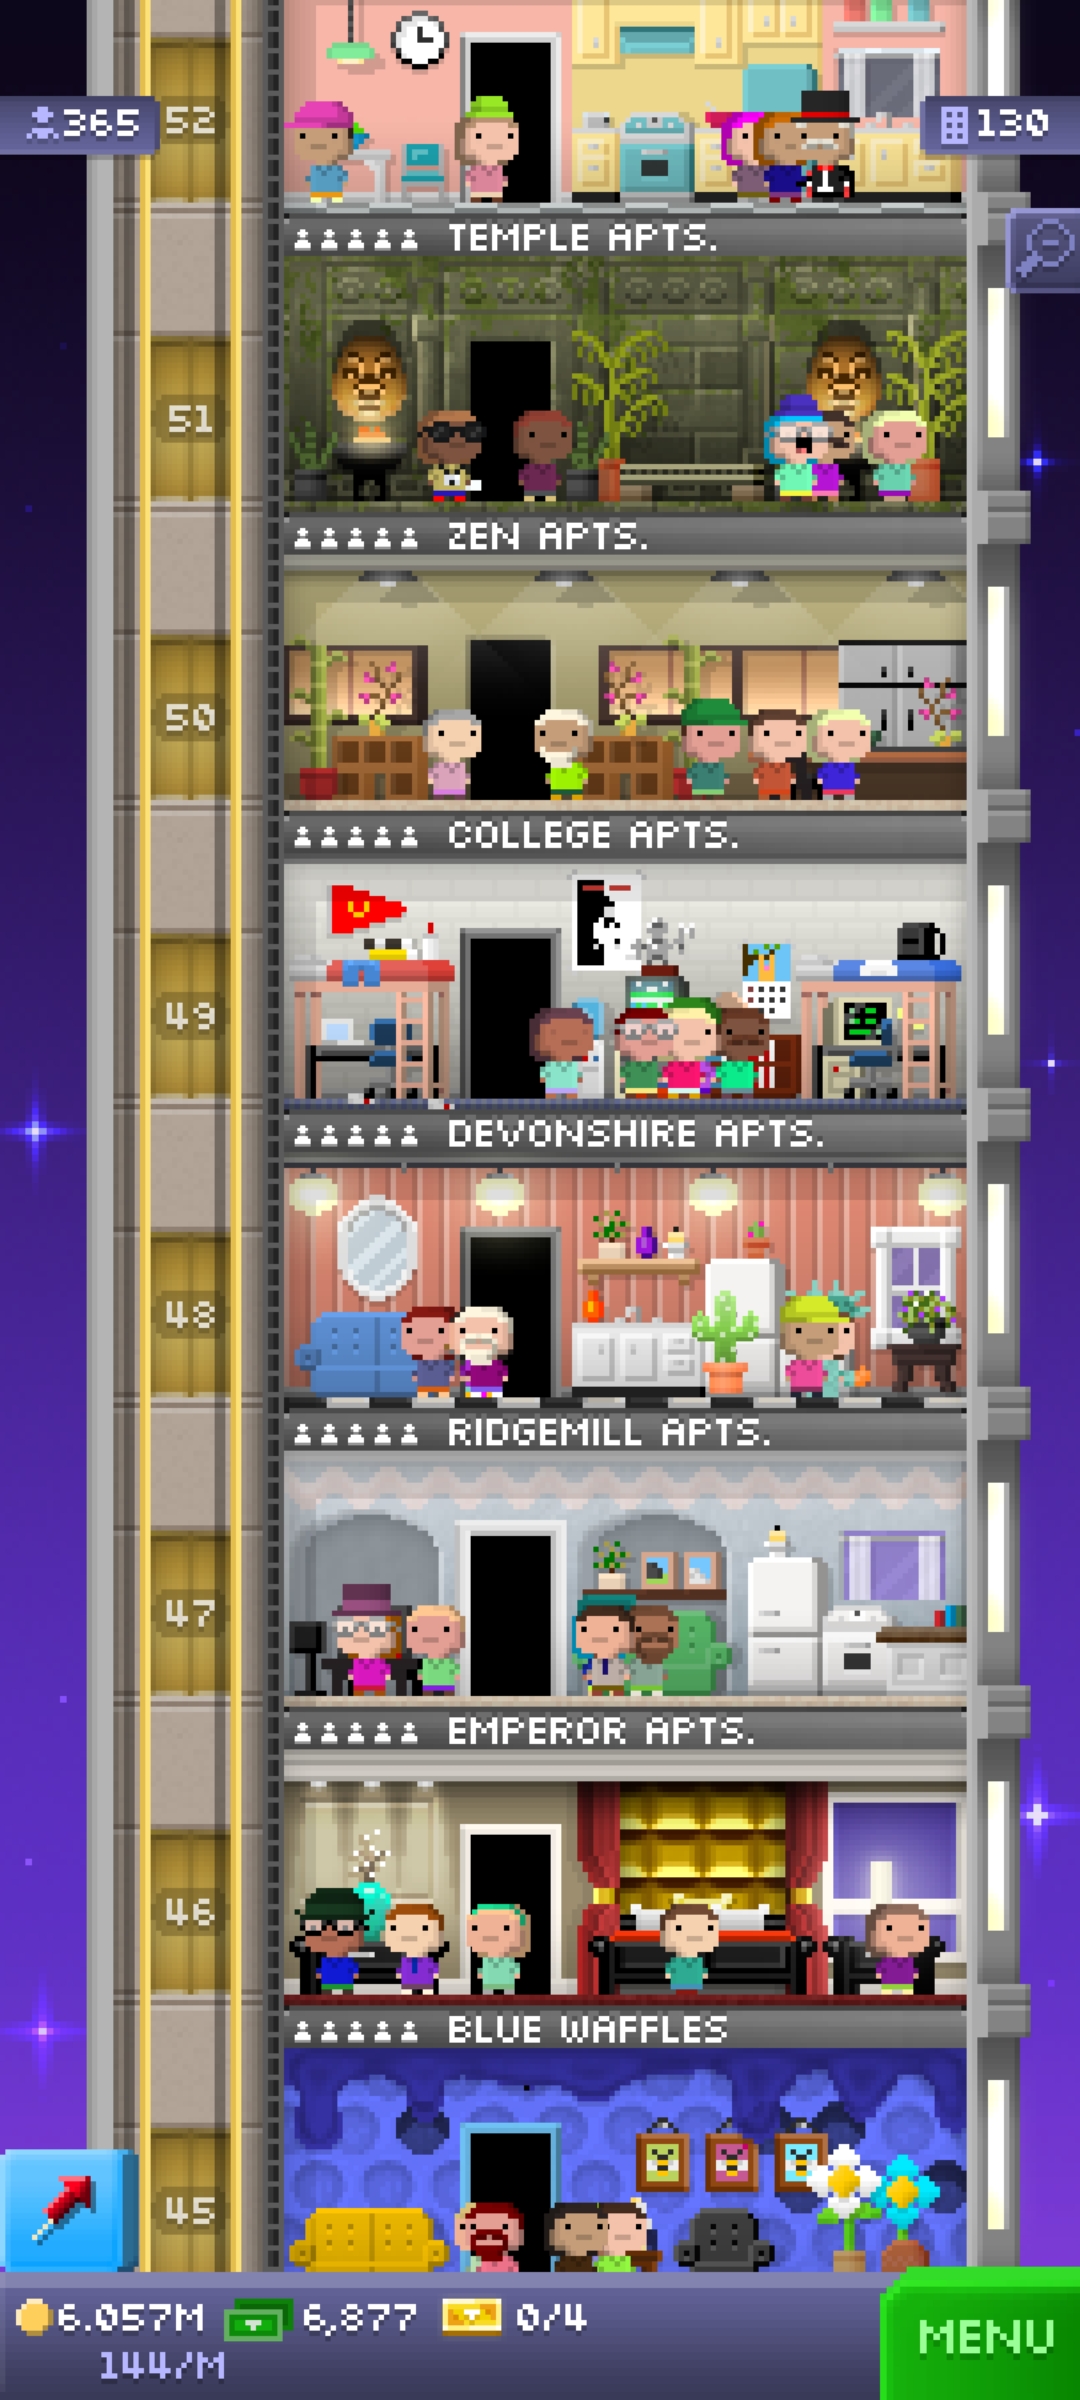 365
52
130
TEMPLE APTS.
51
ZEN APTS.
50
COLLEGE APTS.
49
DEVONSHIRE APTS.
48
RIDGEMILL APTS.
47
EMPEROR APTS.
46
BLUE WAFFLES
45
6.057M 6,877 0/4
144/M
MENU